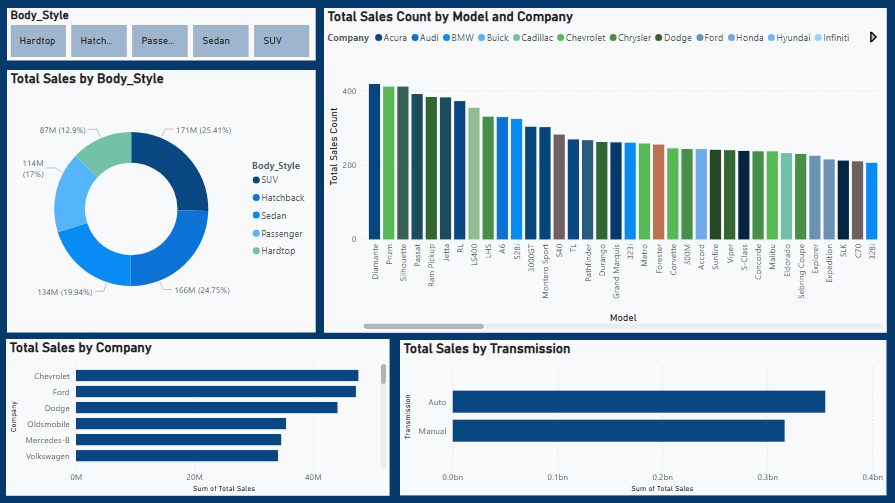 Body_Style
Hardtop Hatch... Passe... Sedan SUV
Total Sales by Body_Style
87M (12.9%)
171M (25.41%)
114M
(17%)
134M (19.94%)
166M (24.75%)
Body_Style
SUV
Hatchback
Sedan
Passenger
Hardtop
Total Sales Count by Model and Company
Company Acura Audi BMW Buick Cadillac Chevrolet Chrysler Dodge Ford Honda Hyundai Infiniti
Total Sales Count
400
200
0
Diamante Prizm Silhouette Passat Ram Pickup Jetta RL LS400 LHS A6 528i 3000GT Montero Sport S40 TL Pathfinder Durango Grand Marquis 323i Metro Forester Corvette 300M Accord Sunfire Viper S-Class Concorde Malibu Eldorado Sebring Coupe Explorer Expedition SLK C70 328i
Model
Total Sales by Company
Company
Chevrolet
Ford
Dodge
Oldsmobile
Mercedes-B
Volkswagen
0M 20M 40M
Sum of Total Sales
Total Sales by Transmission
Transmission
Auto
Manual
0.0bn 0.1bn 0.2bn 0.3bn 0.4bn
Sum of Total Sales